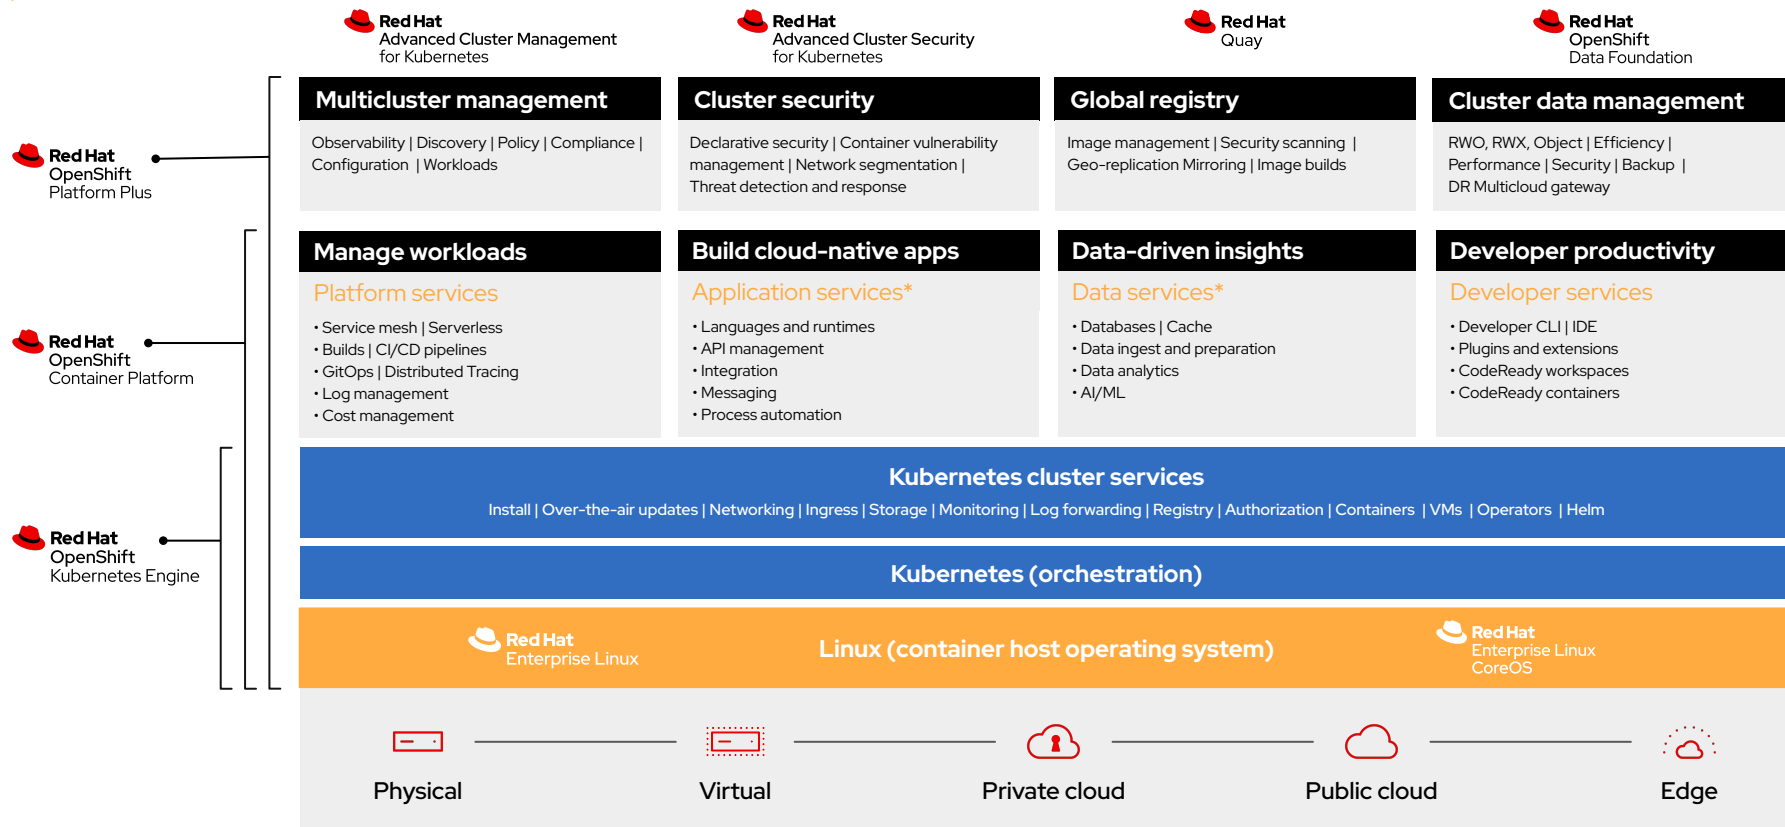 Red Hat
Advanced Cluster Management
for Kubernetes
Red Hat
Advanced Cluster Security
for Kubernetes
Red Hat
Quay
Red Hat
OpenShift
Data Foundation
Red Hat
OpenShift
Platform Plus
Multicluster management
Observability | Discovery | Policy | Compliance |
Configuration | Workloads
Cluster security
Declarative security | Container vulnerability
management | Network segmentation |
Threat detection and response
Global registry
Image management | Security scanning |
Geo-replication Mirroring | Image builds
Cluster data management
RWO, RWX, Object | Efficiency |
Performance | Security | Backup |
DR Multicloud gateway
Red Hat
OpenShift
Container Platform
Manage workloads
Platform services
• Service mesh | Serverless
• Builds | CI/CD pipelines
• GitOps | Distributed Tracing
• Log management
• Cost management
Build cloud-native apps
Application services*
• Languages and runtimes
• API management
• Integration
• Messaging
• Process automation
Data-driven insights
Data services*
• Databases | Cache
• Data ingest and preparation
• Data analytics
• AI/ML
Developer productivity
Developer services
• Developer CLI | IDE
• Plugins and extensions
• CodeReady workspaces
• CodeReady containers
Red Hat
OpenShift
Kubernetes Engine
Kubernetes cluster services
Install | Over-the-air updates | Networking | Ingress | Storage | Monitoring | Log forwarding | Registry | Authorization | Containers | VMs | Operators | Helm
Kubernetes (orchestration)
Red Hat
Enterprise Linux
Linux (container host operating system)
Red Hat
Enterprise Linux
CoreOS
Physical
Virtual
Private cloud
Public cloud
Edge